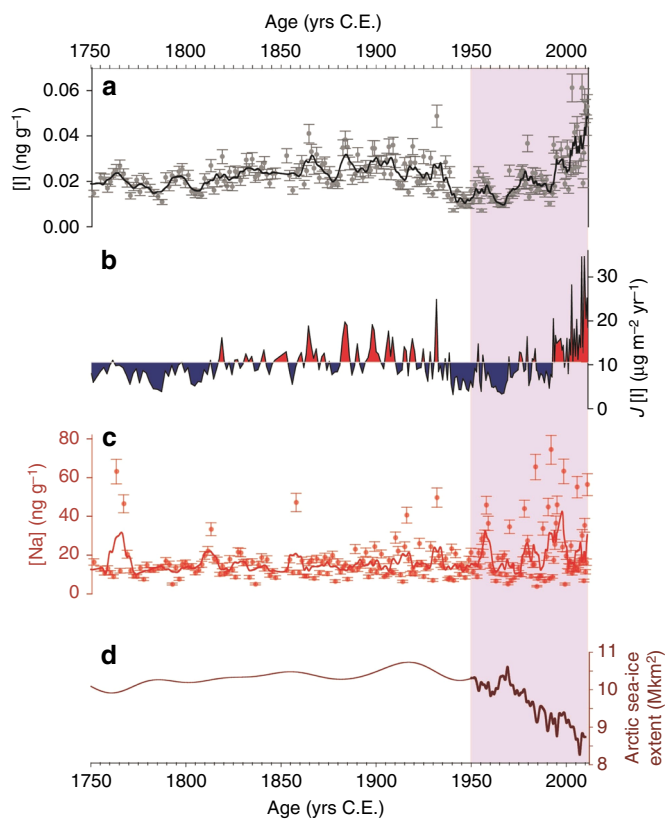 Age (yrs C.E.)
1750 1800 1850 1900 1950 2000
a
0.06
0.04
0.02
0.00
[I] (ng g⁻¹)
b
30
20
10
0
J [I] (µg m⁻² yr⁻¹)
c
80
60
40
20
0
[Na] (ng g⁻¹)
d
11
10
9
8
Arctic sea-ice
extent (Mkm²)
1750 1800 1850 1900 1950 2000
Age (yrs C.E.)